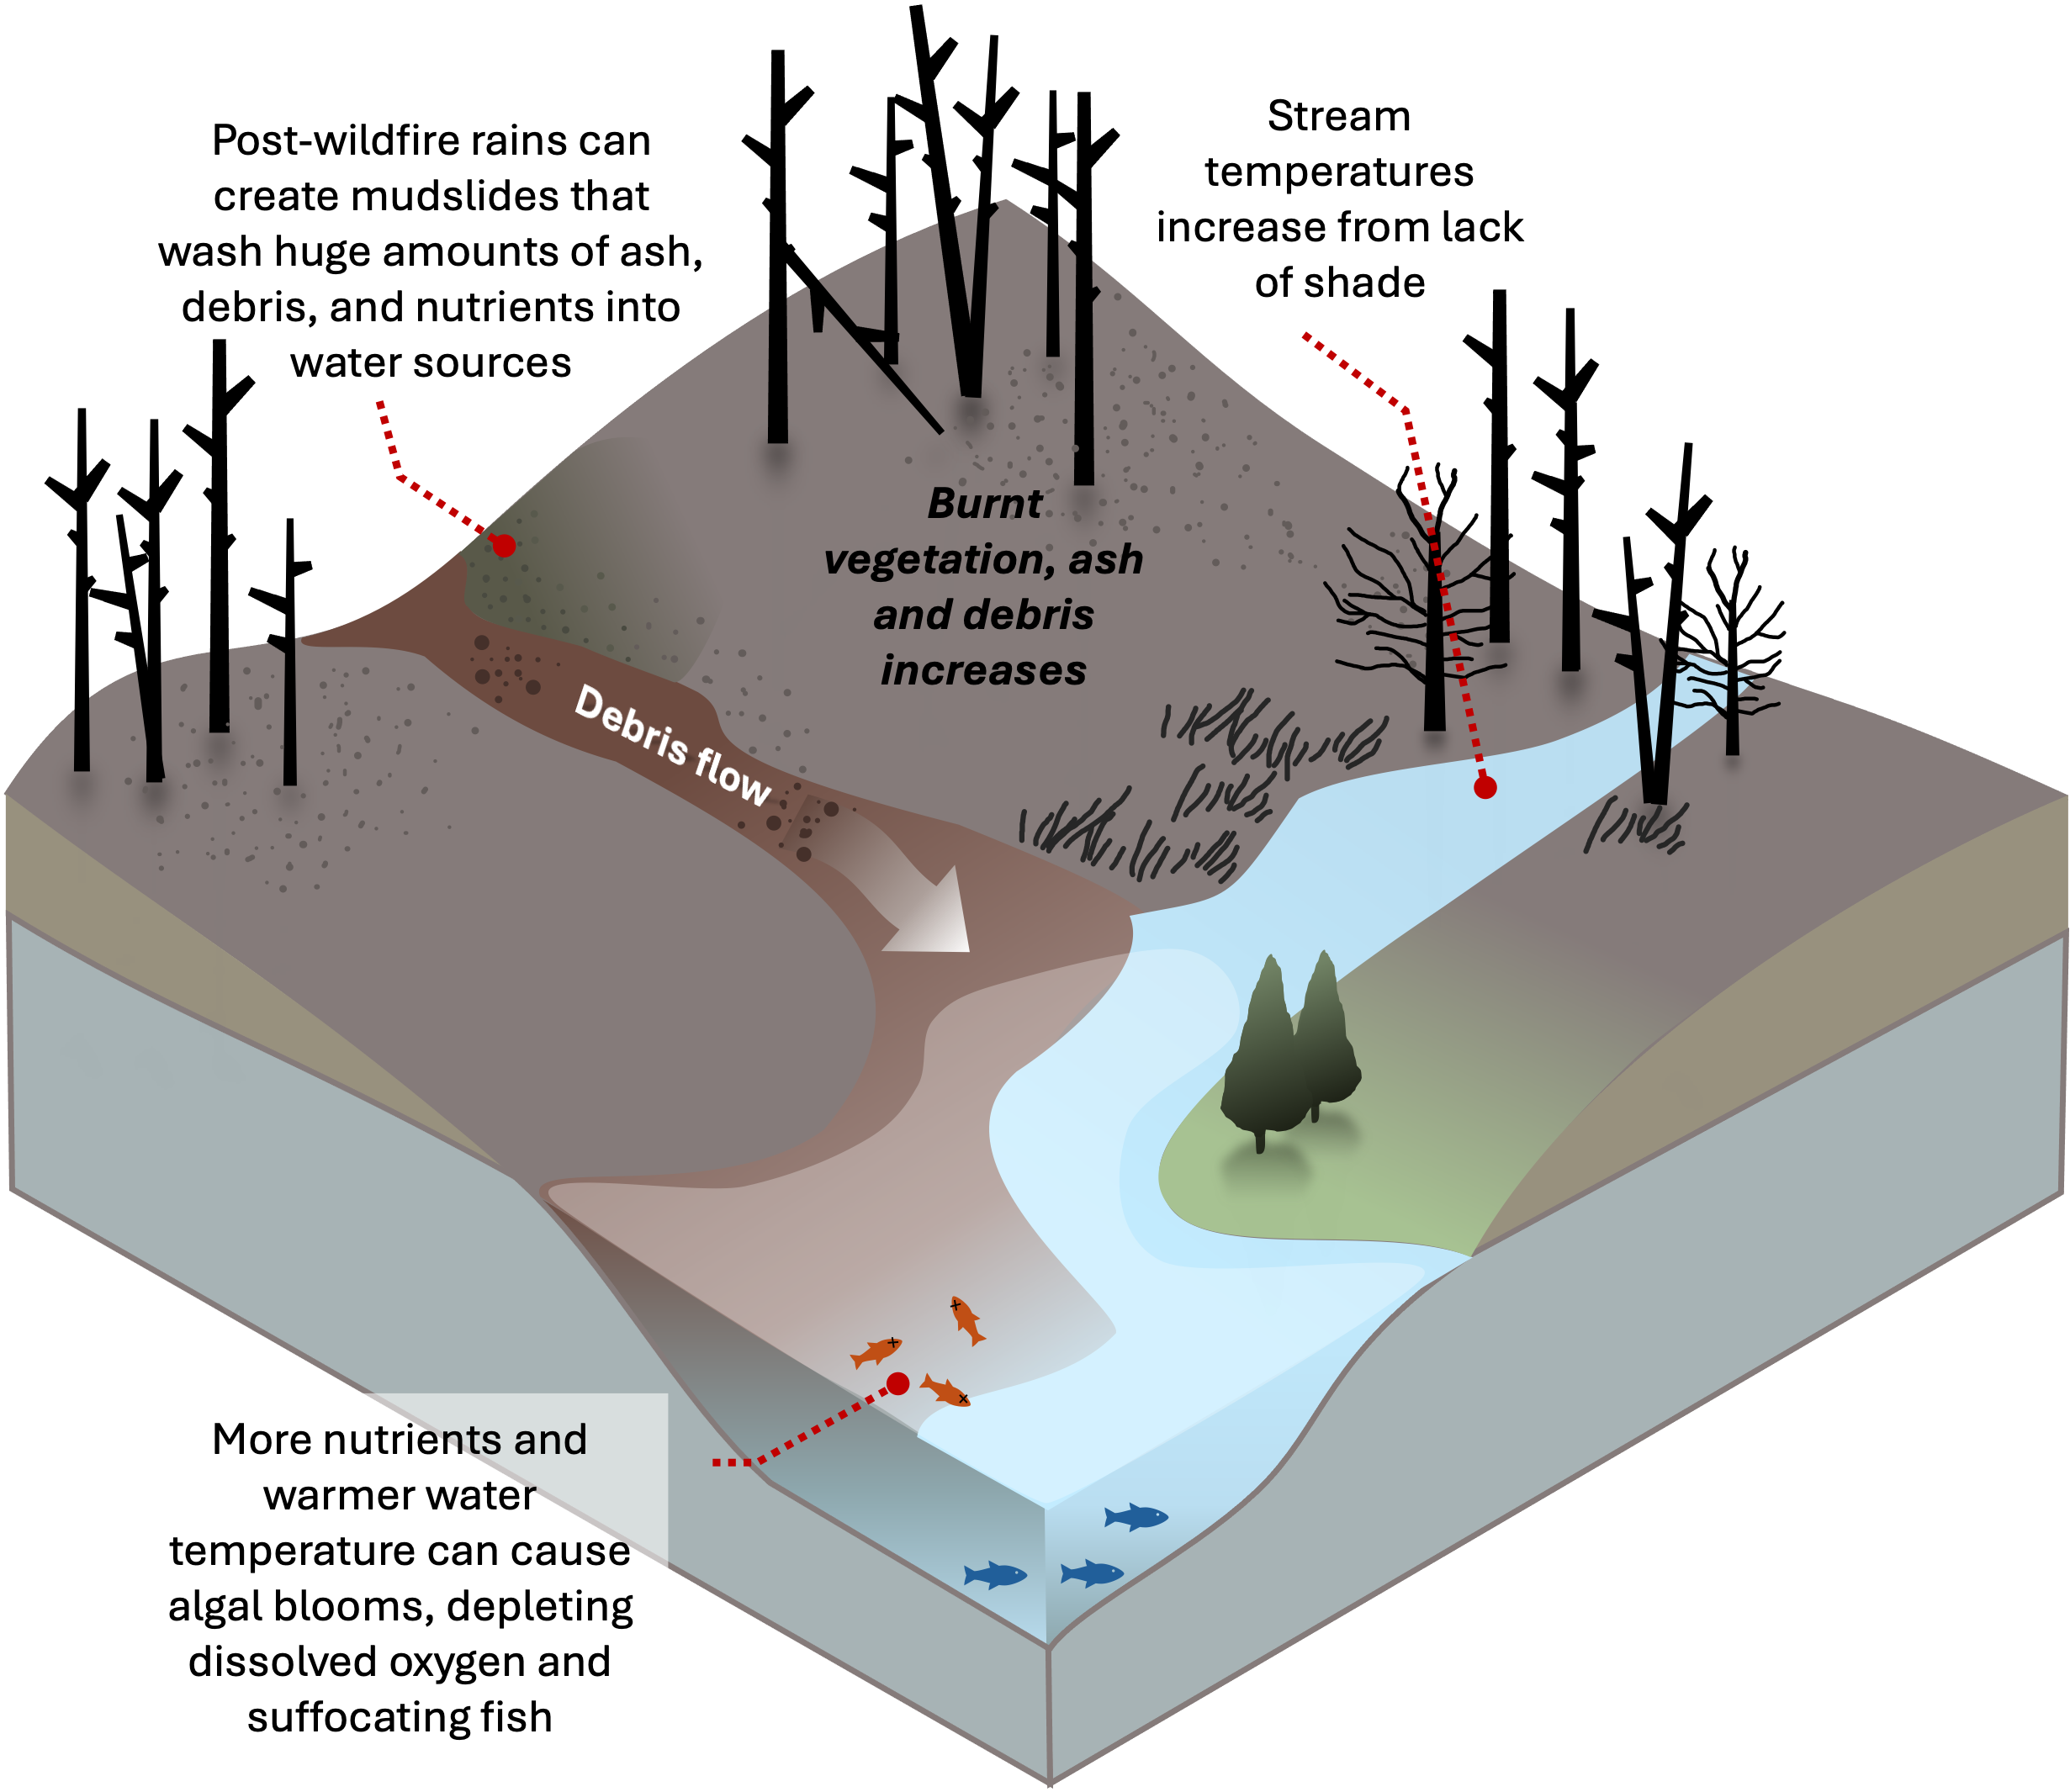 Post-wildfire rains can
create mudslides that
wash huge amounts of ash,
debris, and nutrients into
water sources
Stream
temperatures
increase from lack
of shade
Burnt
vegetation, ash
and debris
increases
Debris flow
More nutrients and
warmer water
temperature can cause
algal blooms, depleting
dissolved oxygen and
suffocating fish